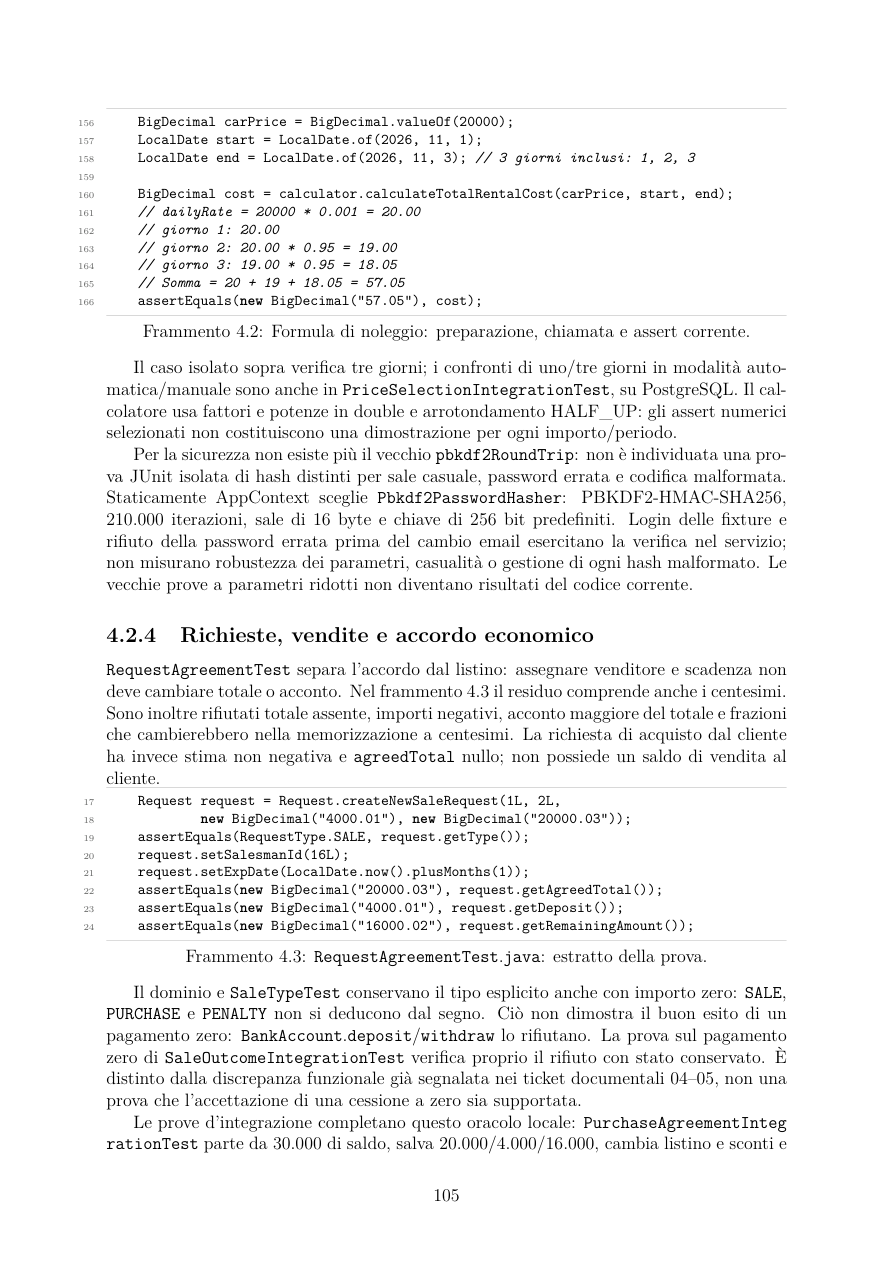 156 BigDecimal carPrice = BigDecimal.valueOf(20000);
157 LocalDate start = LocalDate.of(2026, 11, 1);
158 LocalDate end = LocalDate.of(2026, 11, 3); // 3 giorni inclusi: 1, 2, 3
159
160 BigDecimal cost = calculator.calculateTotalRentalCost(carPrice, start, end);
161 // dailyRate = 20000 * 0.001 = 20.00
162 // giorno 1: 20.00
163 // giorno 2: 20.00 * 0.95 = 19.00
164 // giorno 3: 19.00 * 0.95 = 18.05
165 // Somma = 20 + 19 + 18.05 = 57.05
166 assertEquals(new BigDecimal("57.05"), cost);
Frammento 4.2: Formula di noleggio: preparazione, chiamata e assert corrente.
Il caso isolato sopra verifica tre giorni; i confronti di uno/tre giorni in modalità auto-
matica/manuale sono anche in PriceSelectionIntegrationTest, su PostgreSQL. Il cal-
colatore usa fattori e potenze in double e arrotondamento HALF_UP: gli assert numerici
selezionati non costituiscono una dimostrazione per ogni importo/periodo.
Per la sicurezza non esiste più il vecchio pbkdf2RoundTrip: non è individuata una pro-
va JUnit isolata di hash distinti per sale casuale, password errata e codifica malformata.
Staticamente AppContext sceglie Pbkdf2PasswordHasher: PBKDF2-HMAC-SHA256,
210.000 iterazioni, sale di 16 byte e chiave di 256 bit predefiniti. Login delle fixture e
rifiuto della password errata prima del cambio email esercitano la verifica nel servizio;
non misurano robustezza dei parametri, casualità o gestione di ogni hash malformato. Le
vecchie prove a parametri ridotti non diventano risultati del codice corrente.
4.2.4 Richieste, vendite e accordo economico
RequestAgreementTest separa l'accordo dal listino: assegnare venditore e scadenza non
deve cambiare totale o acconto. Nel frammento 4.3 il residuo comprende anche i centesimi.
Sono inoltre rifiutati totale assente, importi negativi, acconto maggiore del totale e frazioni
che cambierebbero nella memorizzazione a centesimi. La richiesta di acquisto dal cliente
ha invece stima non negativa e agreedTotal nullo; non possiede un saldo di vendita al
cliente.
17 Request request = Request.createNewSaleRequest(1L, 2L,
18 new BigDecimal("4000.01"), new BigDecimal("20000.03"));
19 assertEquals(RequestType.SALE, request.getType());
20 request.setSalesmanId(16L);
21 request.setExpDate(LocalDate.now().plusMonths(1));
22 assertEquals(new BigDecimal("20000.03"), request.getAgreedTotal());
23 assertEquals(new BigDecimal("4000.01"), request.getDeposit());
24 assertEquals(new BigDecimal("16000.02"), request.getRemainingAmount());
Frammento 4.3: RequestAgreementTest.java: estratto della prova.
Il dominio e SaleTypeTest conservano il tipo esplicito anche con importo zero: SALE,
PURCHASE e PENALTY non si deducono dal segno. Ciò non dimostra il buon esito di un
pagamento zero: BankAccount.deposit/withdraw lo rifiutano. La prova sul pagamento
zero di SaleOutcomeIntegrationTest verifica proprio il rifiuto con stato conservato. È
distinto dalla discrepanza funzionale già segnalata nei ticket documentali 04–05, non una
prova che l'accettazione di una cessione a zero sia supportata.
Le prove d'integrazione completano questo oracolo locale: PurchaseAgreementInteg
rationTest parte da 30.000 di saldo, salva 20.000/4.000/16.000, cambia listino e sconti e
105